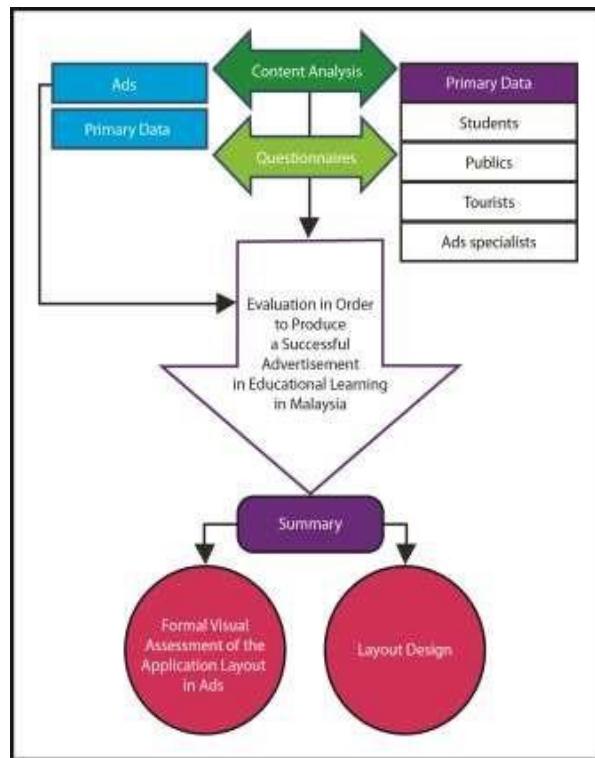 Content Analysis
Ads
Primary Data
Questionnaires
Primary Data
Students
Publics
Tourists
Ads specialists
Evaluation in Order
to Produce
a Successful
Advertisement
in Educational Learning
in Malaysia
Summary
Formal Visual
Assessment of the
Application Layout
in Ads
Layout Design